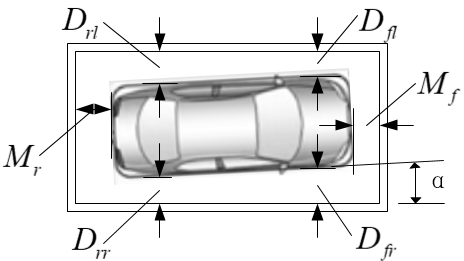 D_rl D_fl
M_f
M_r
α
D_rr D_fr